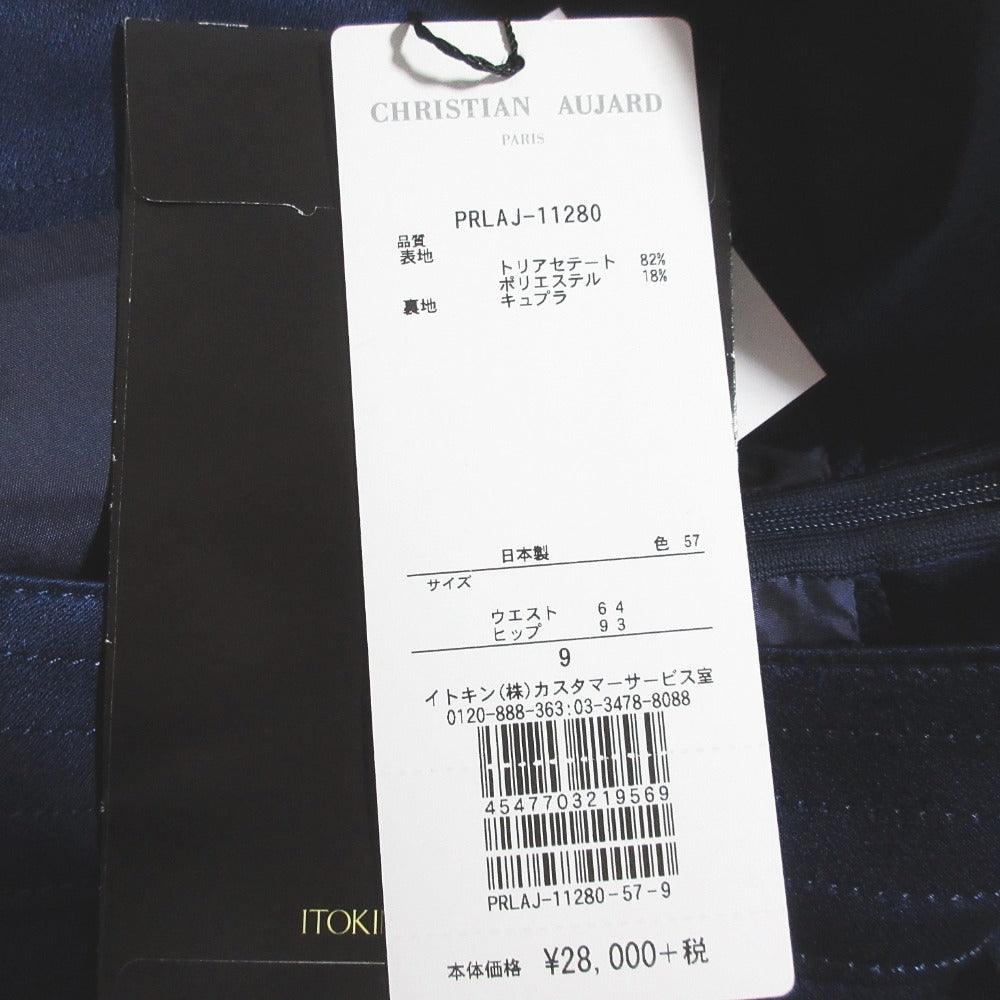 CHRISTIAN AUJARD
PARIS
PRLAJ-11280
品質
表地 トリアセテート 82%
ポリエステル 18%
裏地 キュプラ
日本製 色 57
サイズ
ウエスト 64
ヒップ 93
9
イトキン(株)カスタマーサービス室
0120-888-363:03-3478-8088
4547703219569
PRLAJ-11280-57-9
本体価格 ¥28,000+税
ITOKI